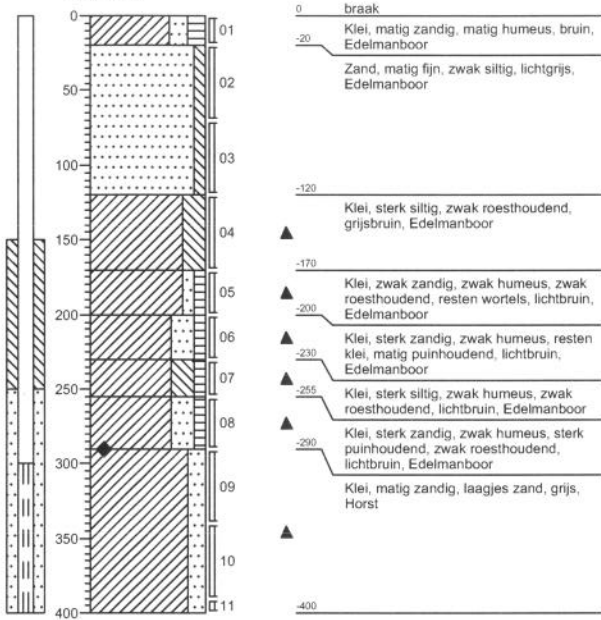 0
50
100
150
200
250
300
350
400
01
02
03
04
05
06
07
08
09
10
11
0 braak
Klei, matig zandig, matig humeus, bruin,
Edelmanboor
-20
Zand, matig fijn, zwak siltig, lichtgrijs,
Edelmanboor
-120
Klei, sterk siltig, zwak roesthoudend,
grijsbruin, Edelmanboor
-170
Klei, zwak zandig, zwak humeus, zwak
roesthoudend, resten wortels, lichtbruin,
Edelmanboor
-200
Klei, sterk zandig, zwak humeus, resten
klei, matig puinhoudend, lichtbruin,
Edelmanboor
-230
Klei, sterk siltig, zwak humeus, zwak
roesthoudend, lichtbruin, Edelmanboor
-255
Klei, sterk zandig, zwak humeus, sterk
puinhoudend, zwak roesthoudend,
lichtbruin, Edelmanboor
-290
Klei, matig zandig, laagjes zand, grijs,
Horst
-400